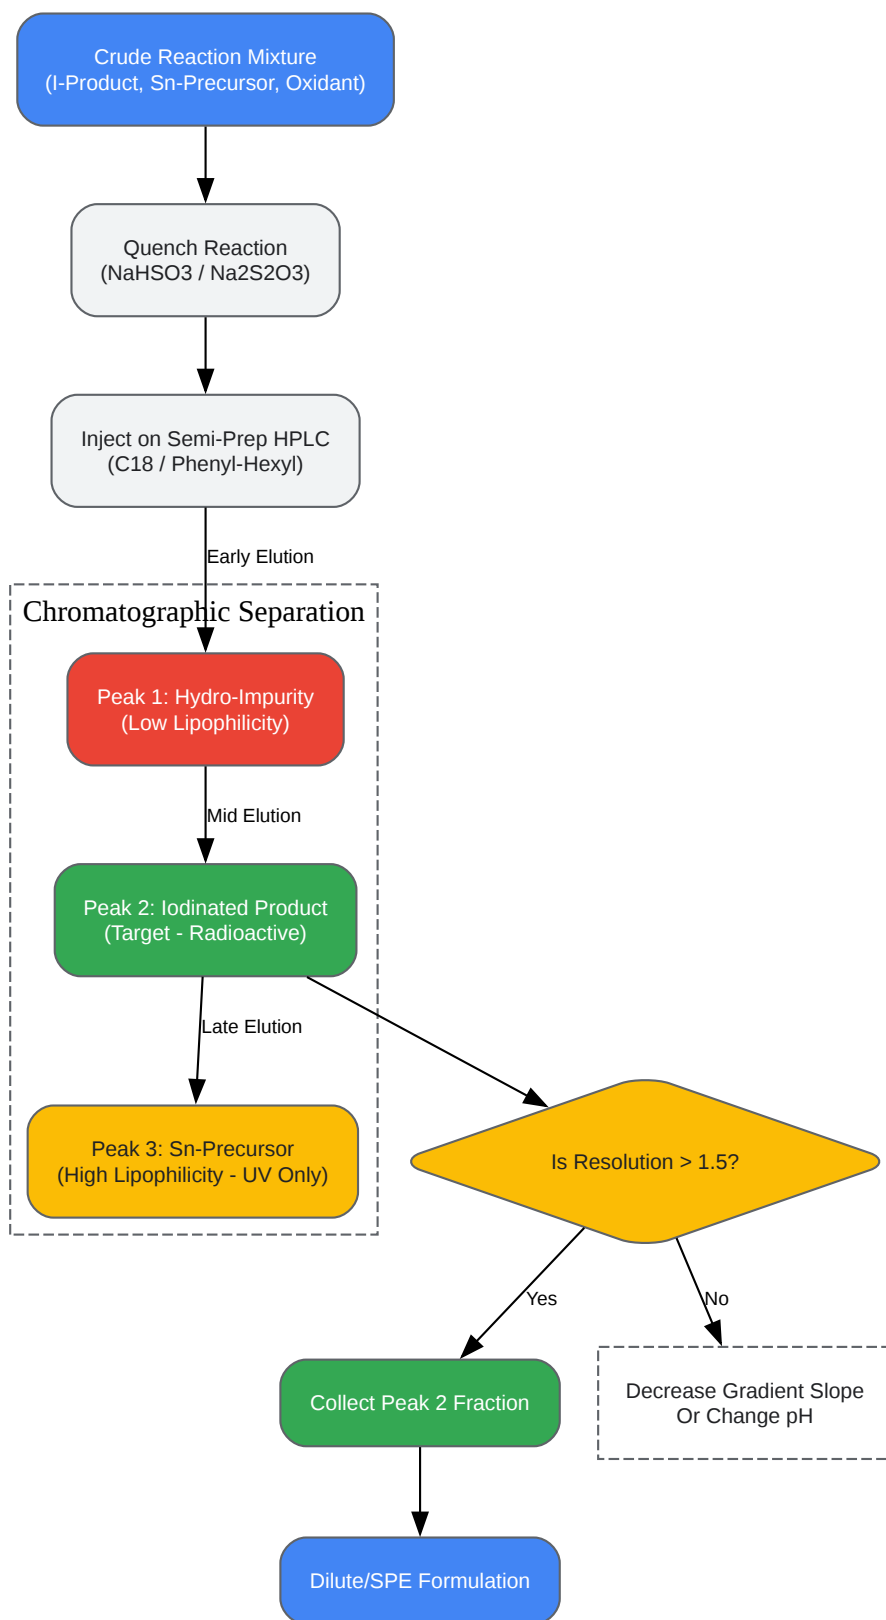 Crude Reaction Mixture
(I-Product, Sn-Precursor, Oxidant)
Quench Reaction
(NaHSO3 / Na2S2O3)
Inject on Semi-Prep HPLC
(C18 / Phenyl-Hexyl)
Early Elution
Chromatographic Separation
Peak 1: Hydro-Impurity
(Low Lipophilicity)
Mid Elution
Peak 2: Iodinated Product
(Target - Radioactive)
Late Elution
Peak 3: Sn-Precursor
(High Lipophilicity - UV Only)
Is Resolution > 1.5?
Yes
No
Collect Peak 2 Fraction
Decrease Gradient Slope
Or Change pH
Dilute/SPE Formulation